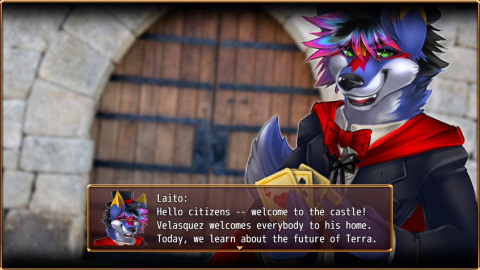 Laito:
Hello citizens -- welcome to the castle!
Velasquez welcomes everybody to his home.
Today, we learn about the future of Terra.